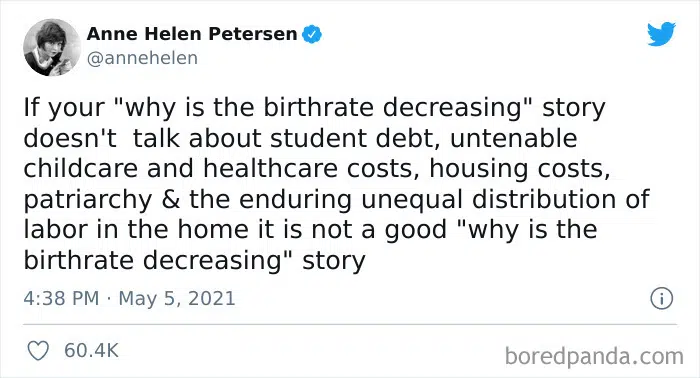 Anne Helen Petersen
@annehelen
If your "why is the birthrate decreasing" story
doesn't  talk about student debt, untenable
childcare and healthcare costs, housing costs,
patriarchy & the enduring unequal distribution of
labor in the home it is not a good "why is the
birthrate decreasing" story
4:38 PM · May 5, 2021
60.4K
boredpanda.com